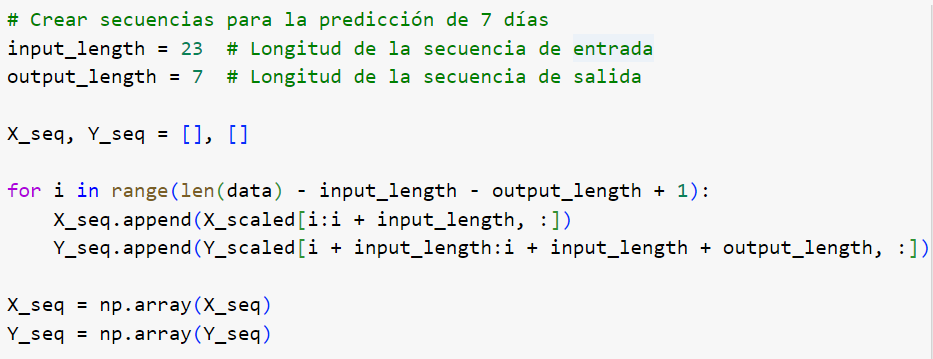 # Crear secuencias para la predicción de 7 días
input_length = 23  # Longitud de la secuencia de entrada
output_length = 7  # Longitud de la secuencia de salida

X_seq, Y_seq = [], []

for i in range(len(data) - input_length - output_length + 1):
    X_seq.append(X_scaled[i:i + input_length, :])
    Y_seq.append(Y_scaled[i + input_length:i + input_length + output_length, :])

X_seq = np.array(X_seq)
Y_seq = np.array(Y_seq)